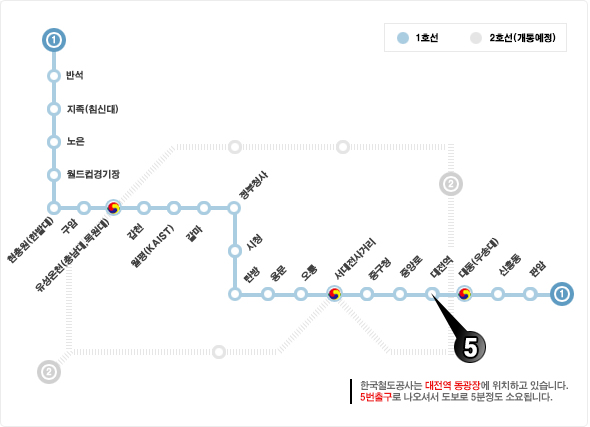 1호선
2호선(개통예정)
1
반석
지족(침신대)
노은
월드컵경기장
현충원(한밭대)
구암
유성온천(충남대,목원대)
갑천
월평(KAIST)
갈마
정부청사
시청
탄방
용문
오룡
서대전사거리
중구청
중앙로
대전역
대동(우송대)
신흥동
판암
1
2
2
5
한국철도공사는 대전역 동광장에 위치하고 있습니다.
5번출구로 나오셔서 도보로 5분정도 소요됩니다.